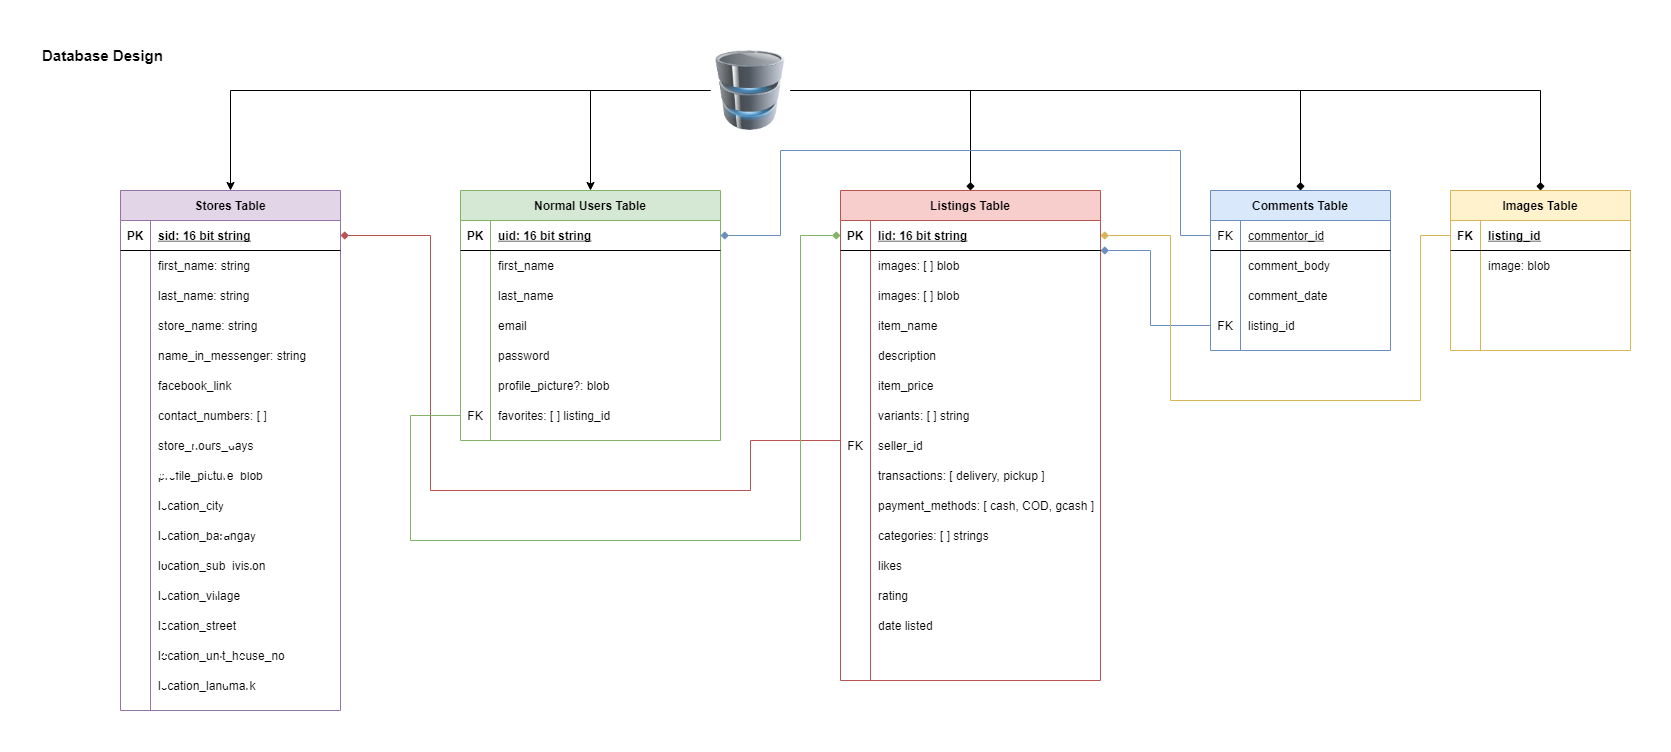 Database Design
Stores Table
PK sid: 16 bit string
first_name: string
last_name: string
store_name: string
name_in_messenger: string
facebook_link
contact_numbers: [ ]
store_hours_days
profile_picture blob
location_city
location_barangay
location_subdivision
location_village
location_street
location_unit_house_no
location_landmark
Normal Users Table
PK uid: 16 bit string
first_name
last_name
email
password
profile_picture?: blob
FK favorites: [ ] listing_id
Listings Table
PK lid: 16 bit string
images: [ ] blob
images: [ ] blob
item_name
description
item_price
variants: [ ] string
FK seller_id
transactions: [ delivery, pickup ]
payment_methods: [ cash, COD, gcash ]
categories: [ ] strings
likes
rating
date listed
Comments Table
FK commentor_id
comment_body
comment_date
FK listing_id
Images Table
FK listing_id
image: blob